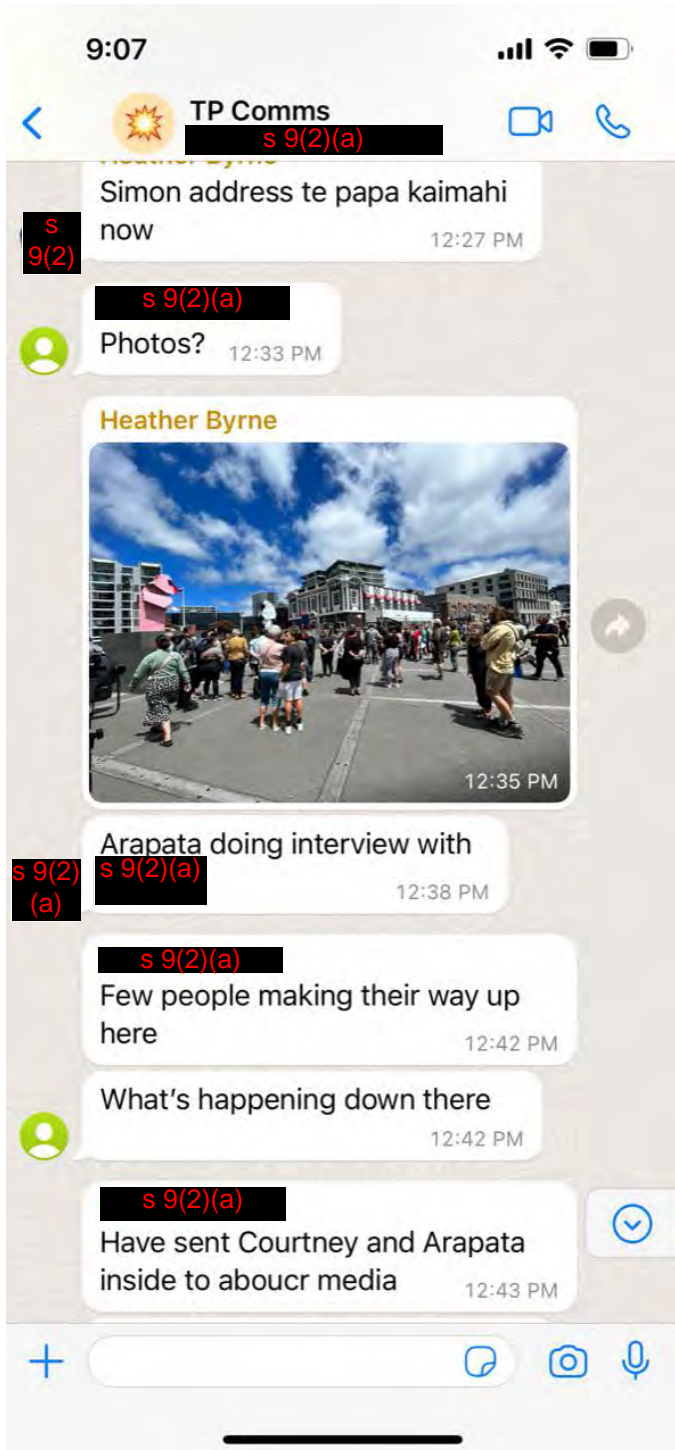 9:07
TP Comms
s 9(2)(a)
Heather Byrne
Simon address te papa kaimahi
now
12:27 PM
s
9(2)
s 9(2)(a)
Photos?
12:33 PM
Heather Byrne
12:35 PM
Arapata doing interview with
s 9(2)(a)
12:38 PM
s 9(2)
(a)
s 9(2)(a)
Few people making their way up
here
12:42 PM
What's happening down there
12:42 PM
s 9(2)(a)
Have sent Courtney and Arapata
inside to aboucr media
12:43 PM